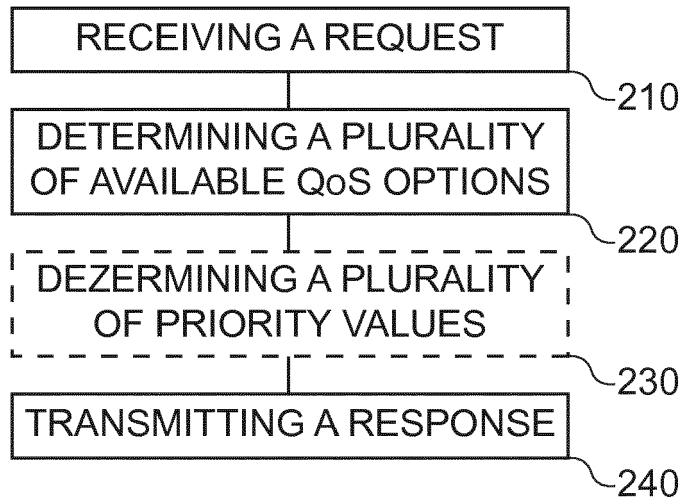 RECEIVING A REQUEST
210
DETERMINING A PLURALITY
OF AVAILABLE QoS OPTIONS
220
DEZERMINING A PLURALITY
OF PRIORITY VALUES
230
TRANSMITTING A RESPONSE
240